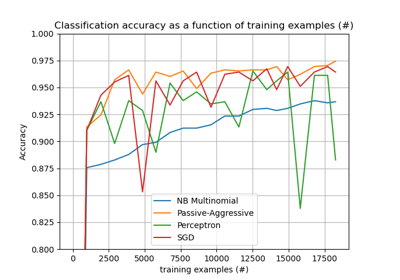 Classification accuracy as a function of training examples (#)
1.000
0.975
0.950
0.925
0.900
0.875
0.850
0.825
0.800
Accuracy
NB Multinomial
Passive-Aggressive
Perceptron
SGD
0 2500 5000 7500 10000 12500 15000 17500
training examples (#)